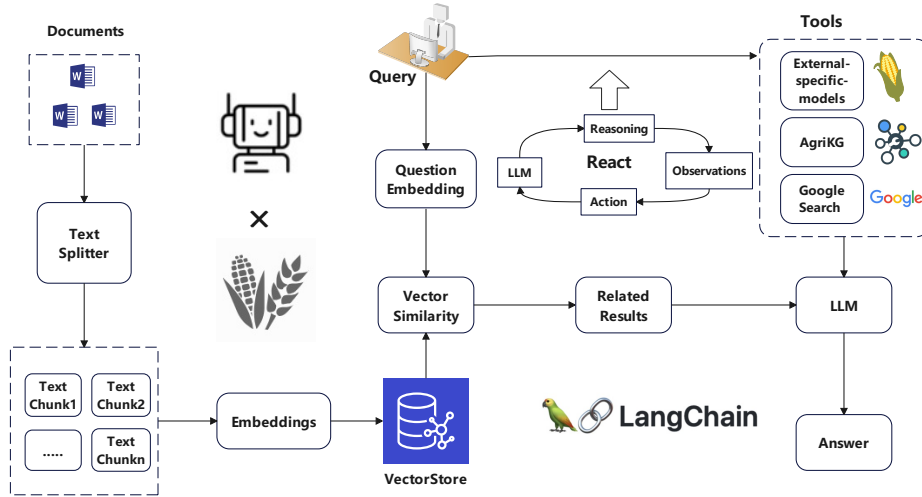 Documents
W
W
W
Text
Splitter
Text
Chunk1
Text
Chunk2
.....
Text
Chunkn
Embeddings
VectorStore
Query
Question
Embedding
Vector
Similarity
Related
Results
Reasoning
React
LLM
Observations
Action
Tools
External-
specific-
models
AgriKG
Google
Search
Google
LLM
Answer
LangChain